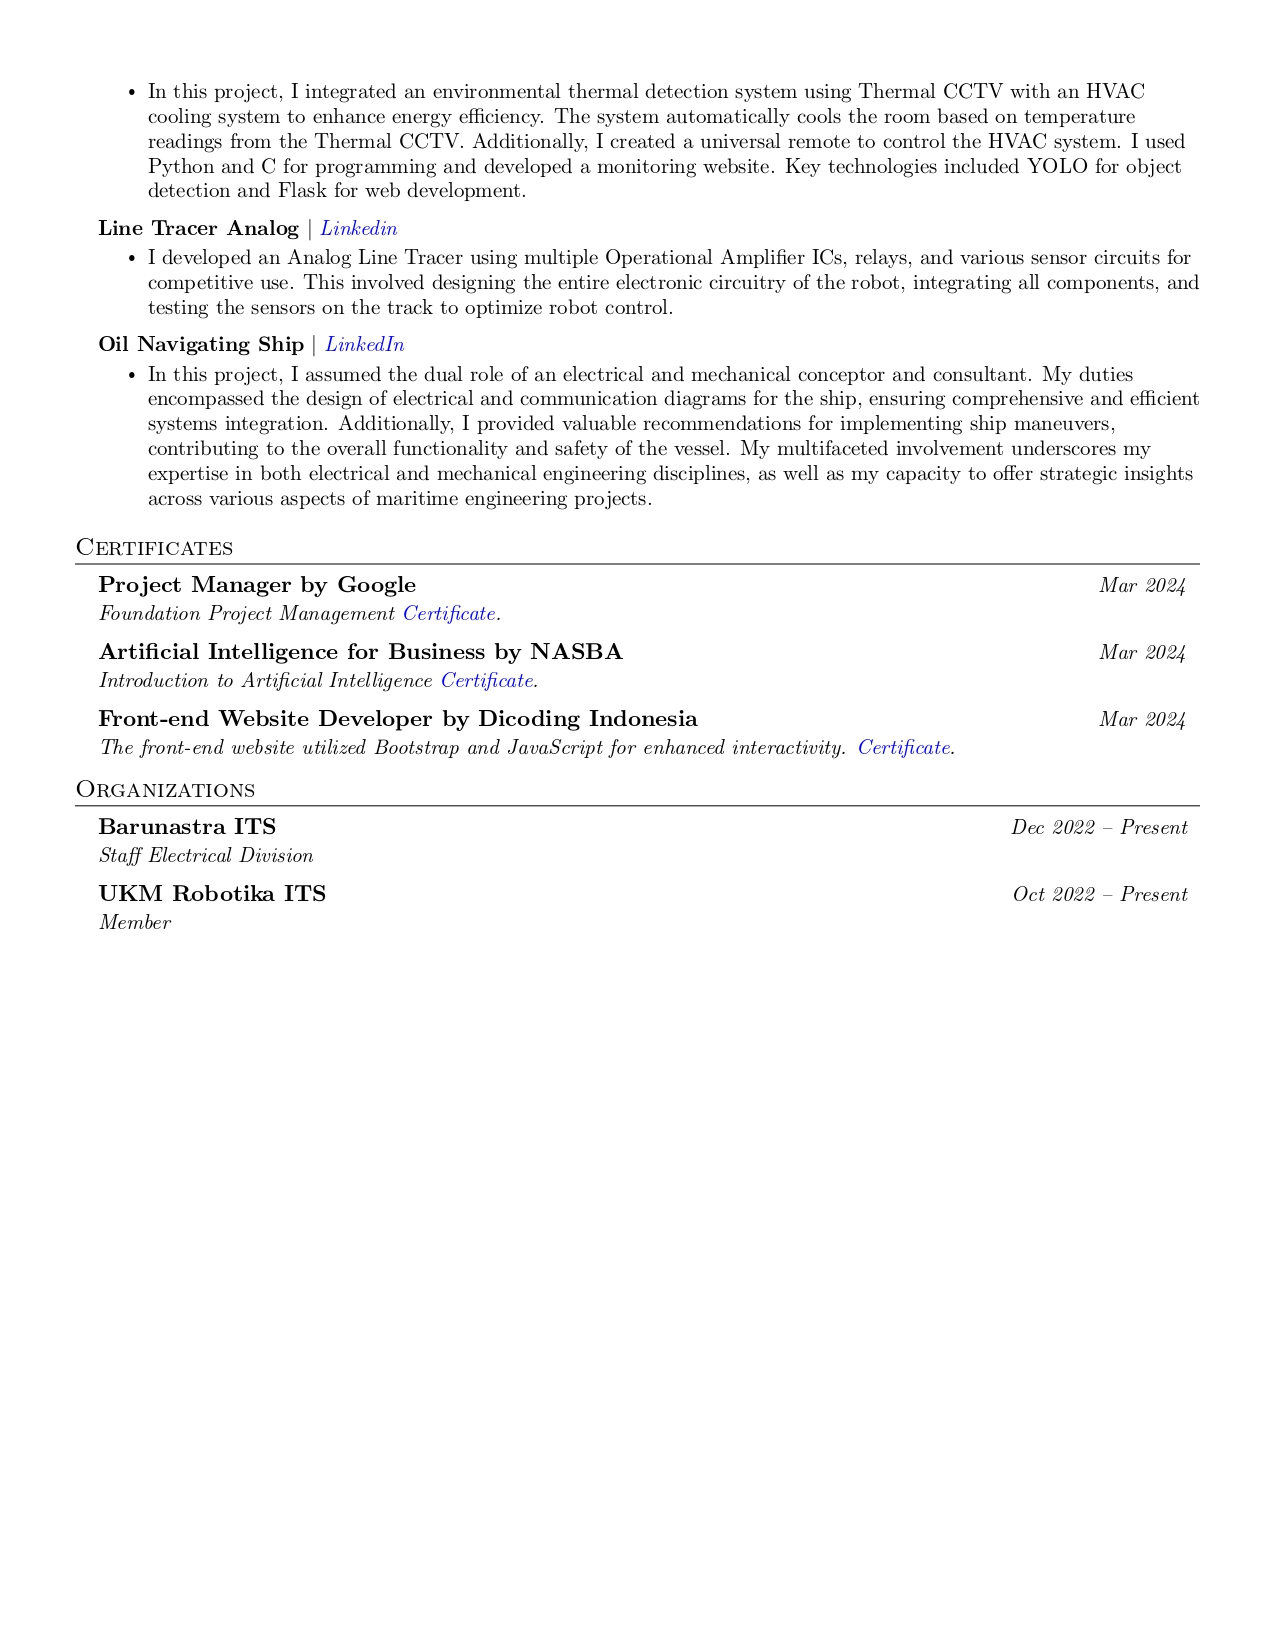 • In this project, I integrated an environmental thermal detection system using Thermal CCTV with an HVAC
cooling system to enhance energy efficiency. The system automatically cools the room based on temperature
readings from the Thermal CCTV. Additionally, I created a universal remote to control the HVAC system. I used
Python and C for programming and developed a monitoring website. Key technologies included YOLO for object
detection and Flask for web development.
Line Tracer Analog | Linkedin
• I developed an Analog Line Tracer using multiple Operational Amplifier ICs, relays, and various sensor circuits for
competitive use. This involved designing the entire electronic circuitry of the robot, integrating all components, and
testing the sensors on the track to optimize robot control.
Oil Navigating Ship | LinkedIn
• In this project, I assumed the dual role of an electrical and mechanical conceptor and consultant. My duties
encompassed the design of electrical and communication diagrams for the ship, ensuring comprehensive and efficient
systems integration. Additionally, I provided valuable recommendations for implementing ship maneuvers,
contributing to the overall functionality and safety of the vessel. My multifaceted involvement underscores my
expertise in both electrical and mechanical engineering disciplines, as well as my capacity to offer strategic insights
across various aspects of maritime engineering projects.
Certificates
Project Manager by Google Mar 2024
Foundation Project Management Certificate.
Artificial Intelligence for Business by NASBA Mar 2024
Introduction to Artificial Intelligence Certificate.
Front-end Website Developer by Dicoding Indonesia Mar 2024
The front-end website utilized Bootstrap and JavaScript for enhanced interactivity. Certificate.
Organizations
Barunastra ITS Dec 2022 – Present
Staff Electrical Division
UKM Robotika ITS Oct 2022 – Present
Member